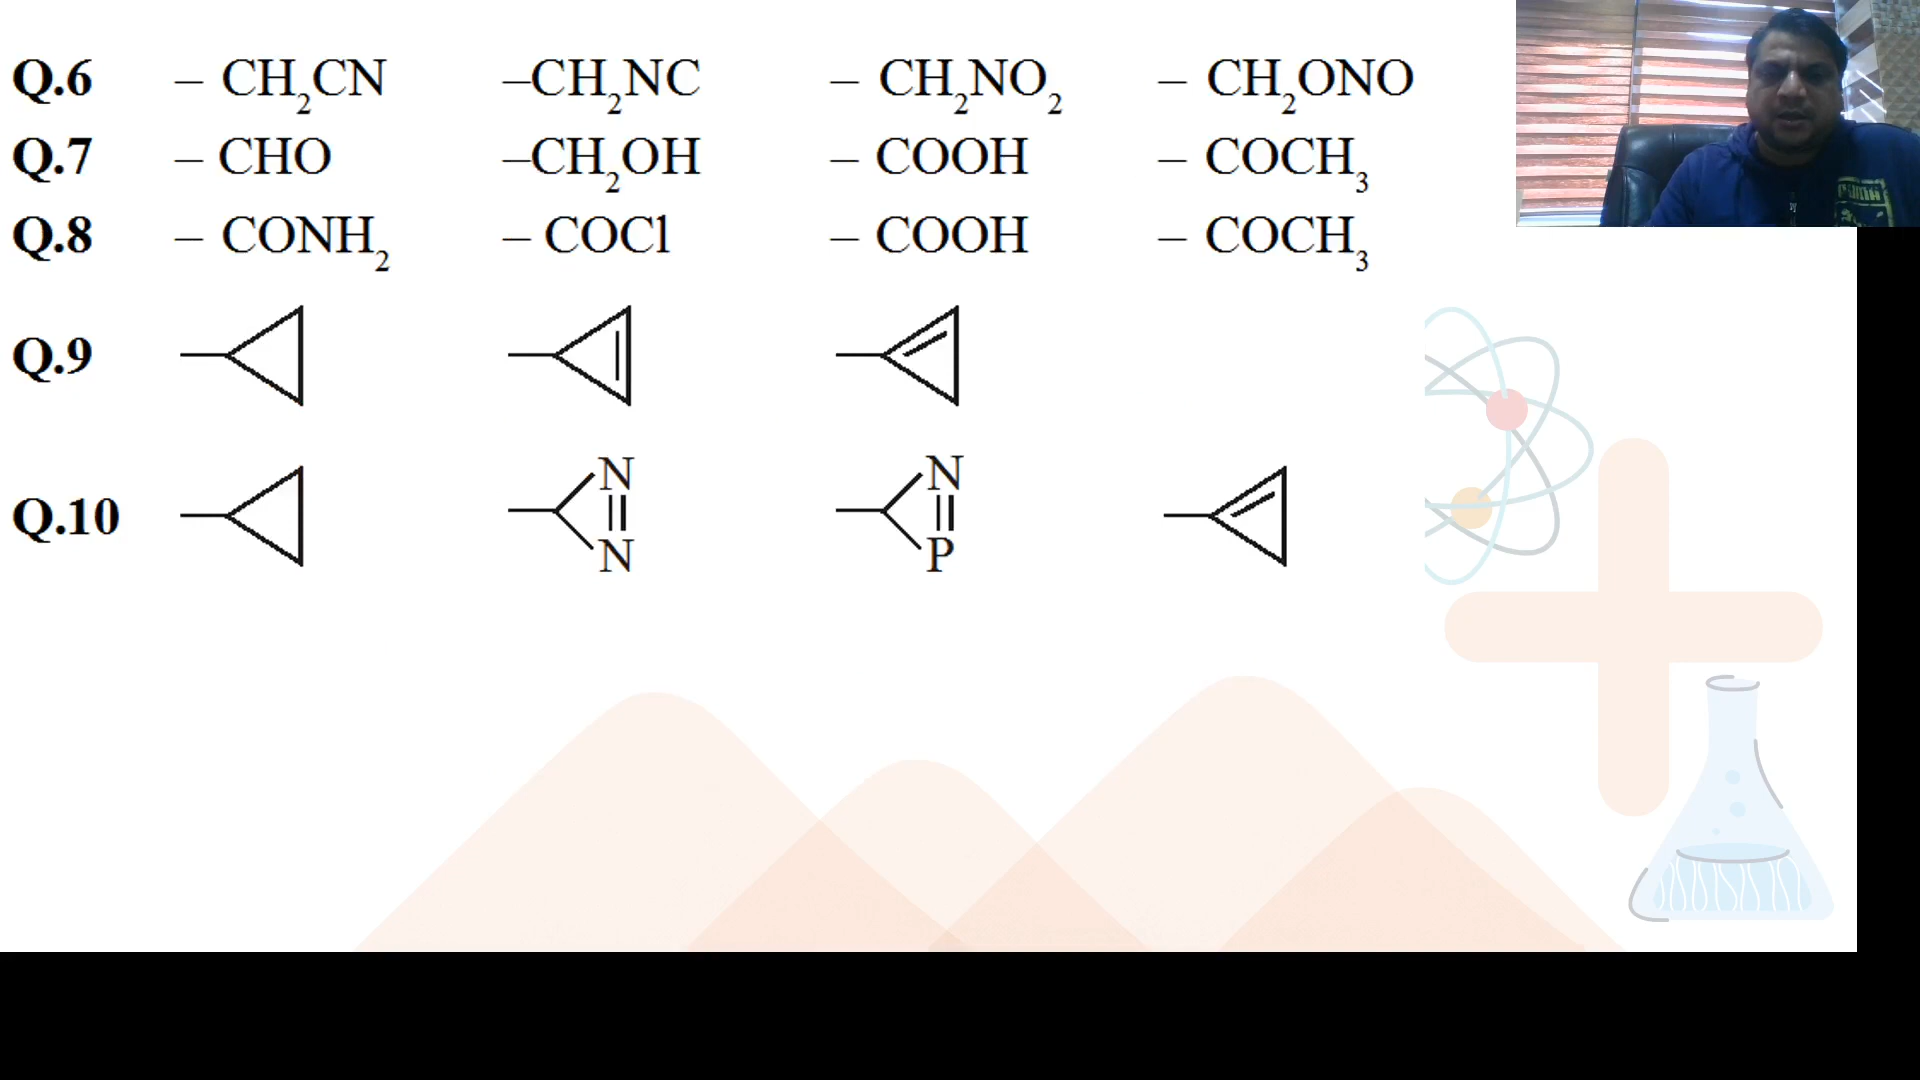 Q.6 – CH₂CN –CH₂NC – CH₂NO₂ – CH₂ONO
Q.7 – CHO –CH₂OH – COOH – COCH₃
Q.8 – CONH₂ – COCl – COOH – COCH₃
Q.9
Q.10 N N N P